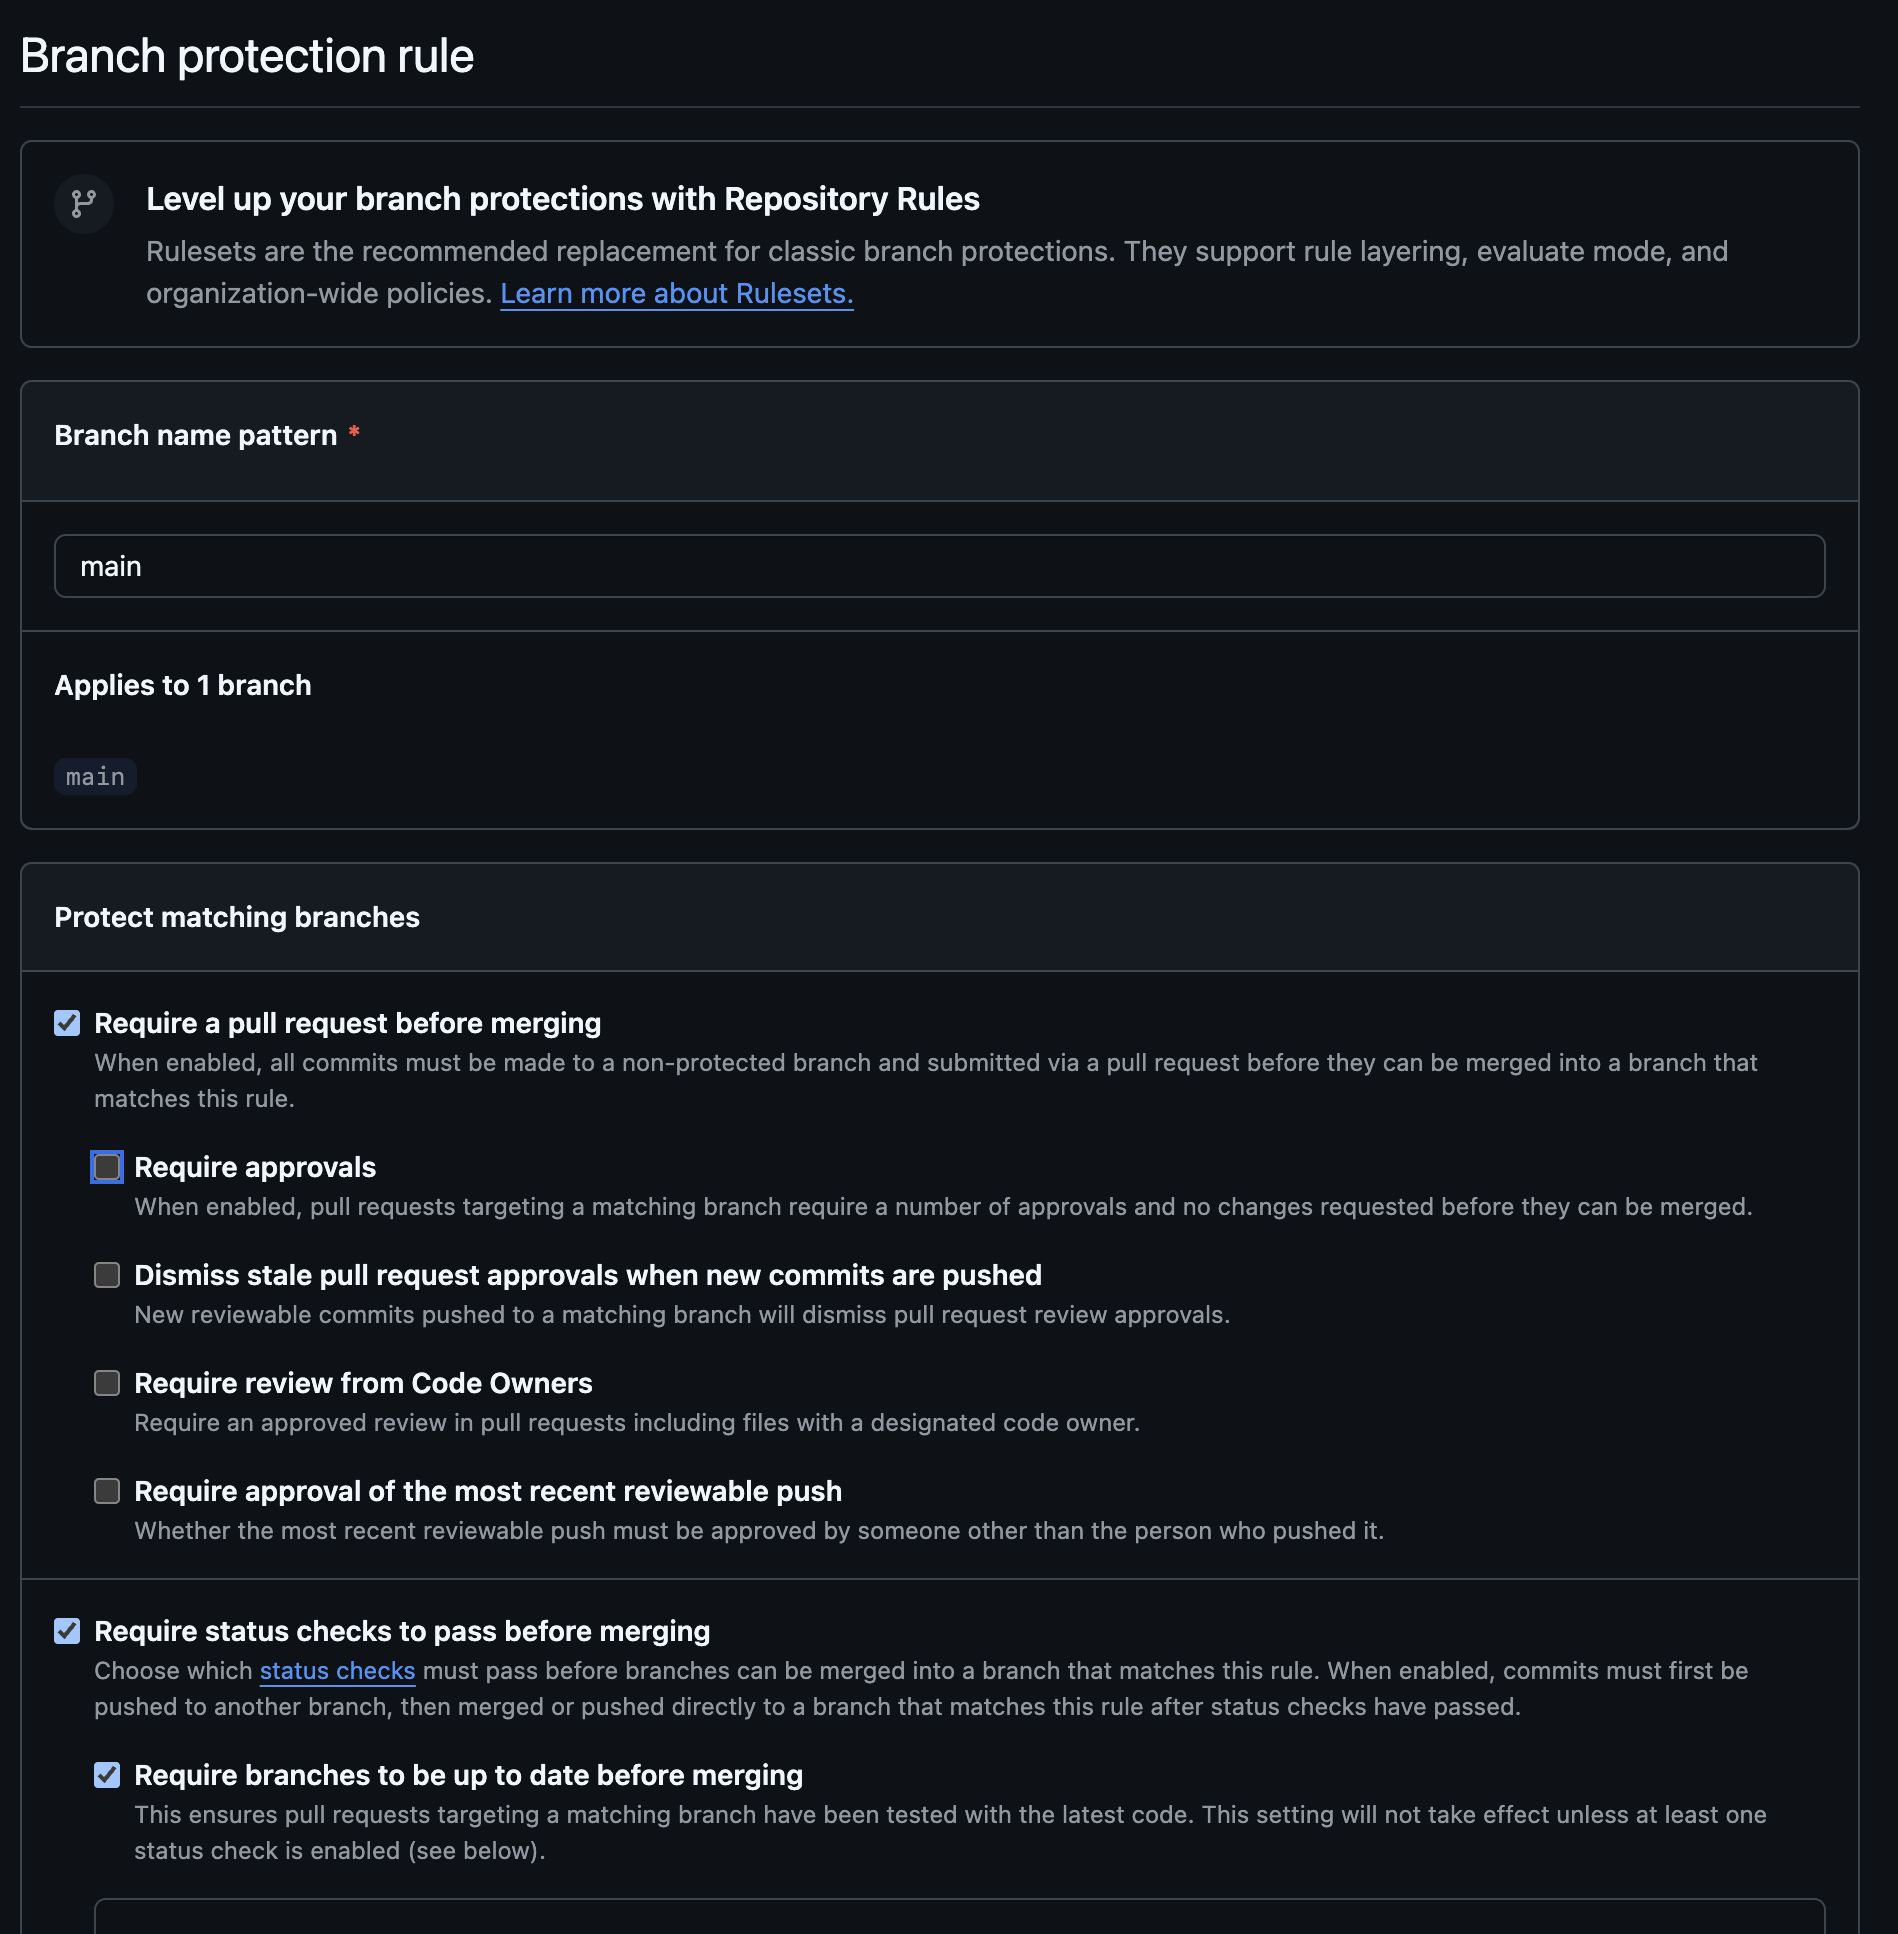 Branch protection rule
Level up your branch protections with Repository Rules
Rulesets are the recommended replacement for classic branch protections. They support rule layering, evaluate mode, and
organization-wide policies. Learn more about Rulesets.
Branch name pattern *
main
Applies to 1 branch
main
Protect matching branches
Require a pull request before merging
When enabled, all commits must be made to a non-protected branch and submitted via a pull request before they can be merged into a branch that
matches this rule.
Require approvals
When enabled, pull requests targeting a matching branch require a number of approvals and no changes requested before they can be merged.
Dismiss stale pull request approvals when new commits are pushed
New reviewable commits pushed to a matching branch will dismiss pull request review approvals.
Require review from Code Owners
Require an approved review in pull requests including files with a designated code owner.
Require approval of the most recent reviewable push
Whether the most recent reviewable push must be approved by someone other than the person who pushed it.
Require status checks to pass before merging
Choose which status checks must pass before branches can be merged into a branch that matches this rule. When enabled, commits must first be
pushed to another branch, then merged or pushed directly to a branch that matches this rule after status checks have passed.
Require branches to be up to date before merging
This ensures pull requests targeting a matching branch have been tested with the latest code. This setting will not take effect unless at least one
status check is enabled (see below).